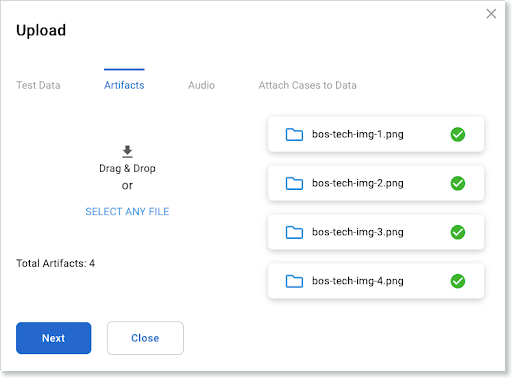 Upload
Test Data
Artifacts
Audio
Attach Cases to Data
Drag & Drop
or
SELECT ANY FILE
Total Artifacts: 4
bos-tech-img-1.png
bos-tech-img-2.png
bos-tech-img-3.png
bos-tech-img-4.png
Next
Close